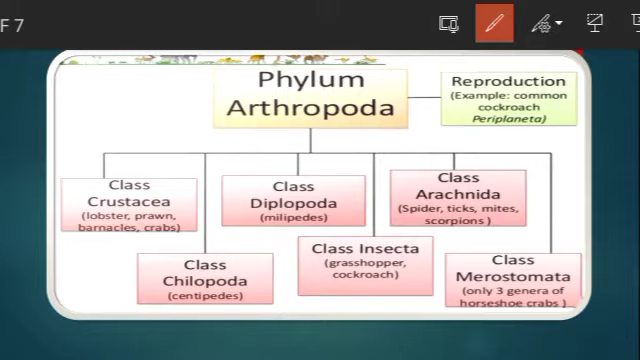 F 7
Phylum
Arthropoda
Reproduction
(Example: common
cockroach
Periplaneta)
Class
Crustacea
(lobster, prawn,
barnacles, crabs)
Class
Diplopoda
(milipedes)
Class
Arachnida
(Spider, ticks, mites,
scorpions )
Class
Chilopoda
(centipedes)
Class Insecta
(grasshopper,
cockroach)
Class
Merostomata
(only 3 genera of
horseshoe crabs )